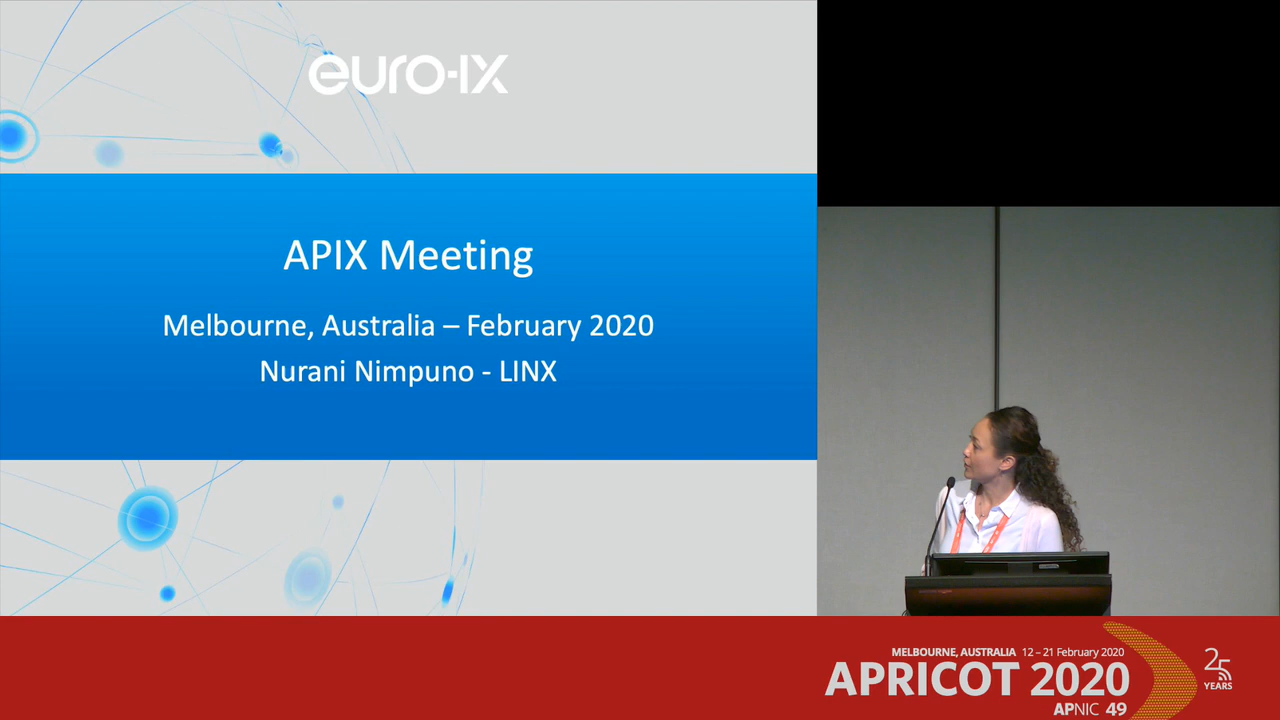 euro-IX
APIX Meeting
Melbourne, Australia – February 2020
Nurani Nimpuno - LINX
MELBOURNE, AUSTRALIA 12 – 21 February 2020
APRICOT 2020
APNIC 49
25
YEARS